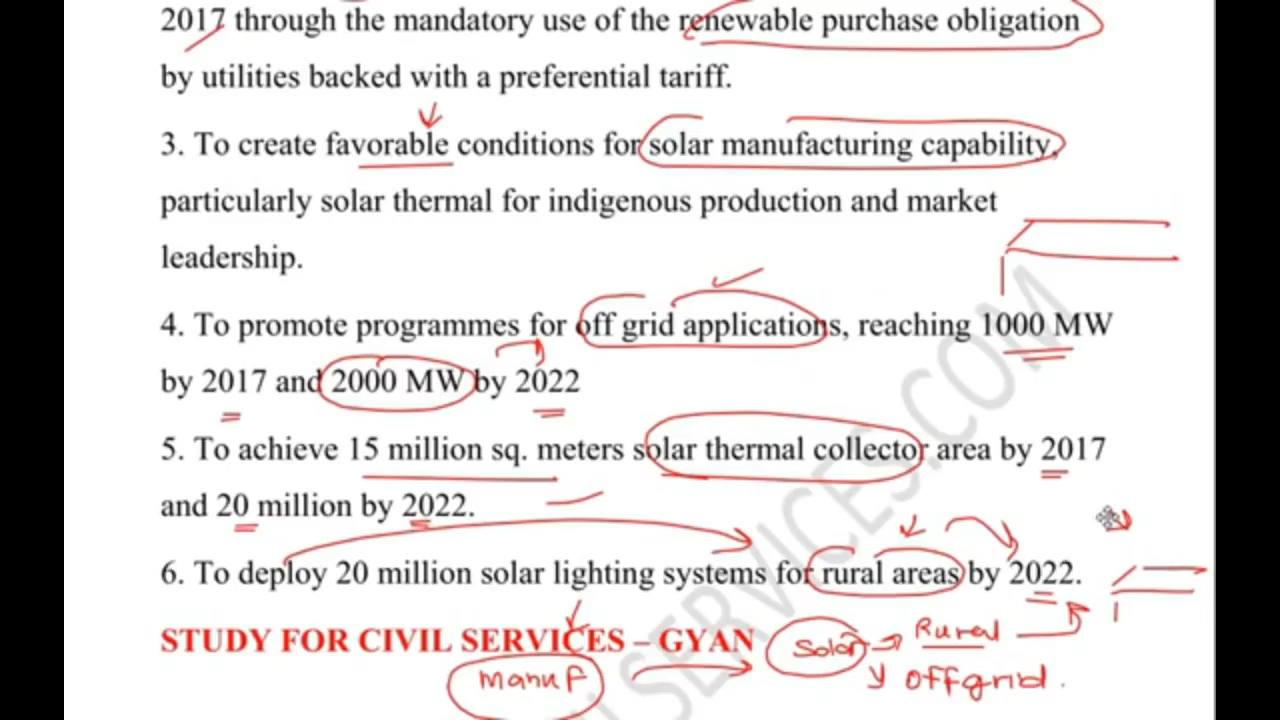 2017 through the mandatory use of the renewable purchase obligation
by utilities backed with a preferential tariff.
3. To create favorable conditions for solar manufacturing capability,
particularly solar thermal for indigenous production and market
leadership.
4. To promote programmes for off grid applications, reaching 1000 MW
by 2017 and 2000 MW by 2022
5. To achieve 15 million sq. meters solar thermal collector area by 2017
and 20 million by 2022.
6. To deploy 20 million solar lighting systems for rural areas by 2022.
STUDY FOR CIVIL SERVICES – GYAN
Solar Rural
manuf offgrid.
SERVICES.COM